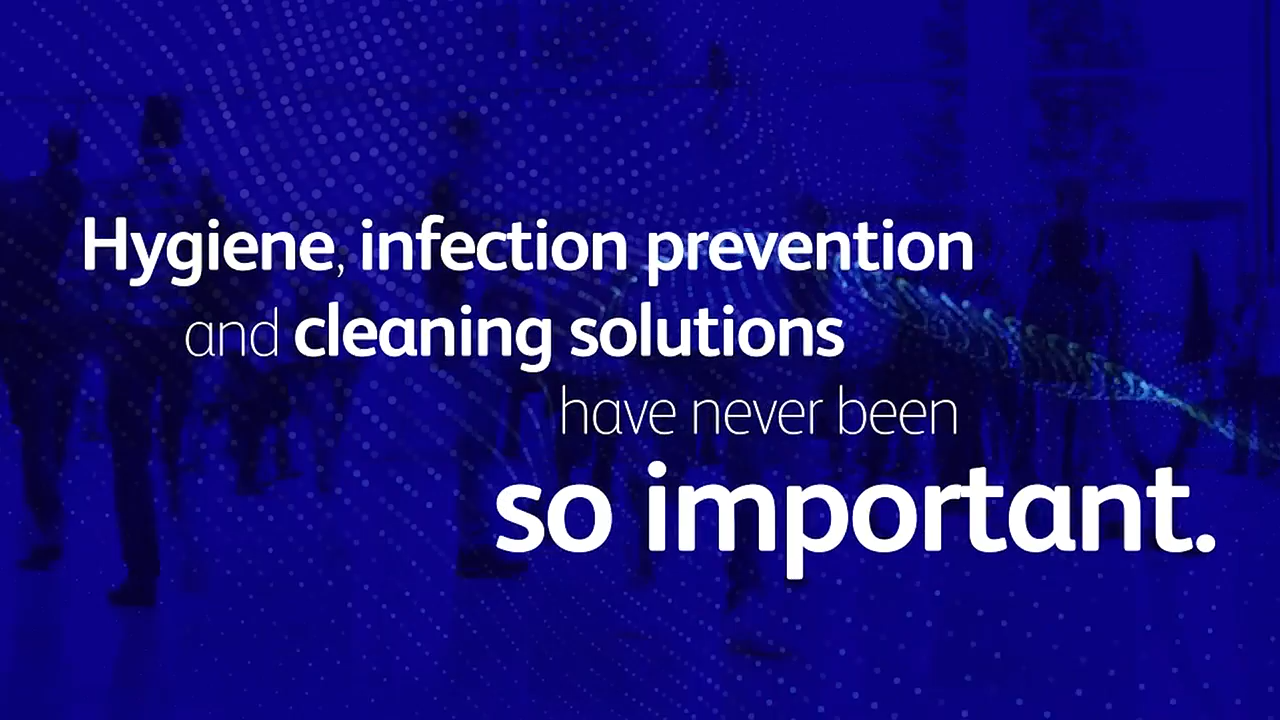 Hygiene, infection prevention
and cleaning solutions
have never been
so important.